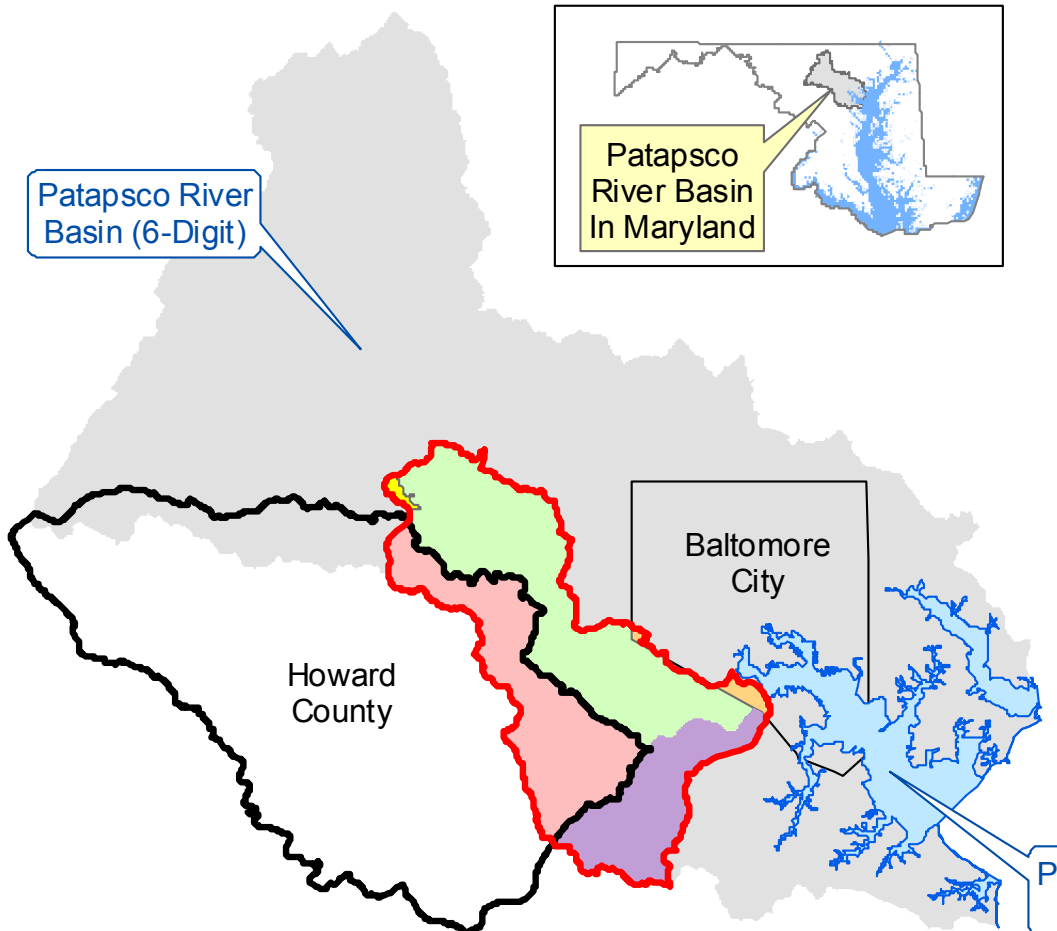 Patapsco
River Basin
In Maryland
Patapsco River
Basin (6-Digit)
Baltomore
City
Howard
County
P